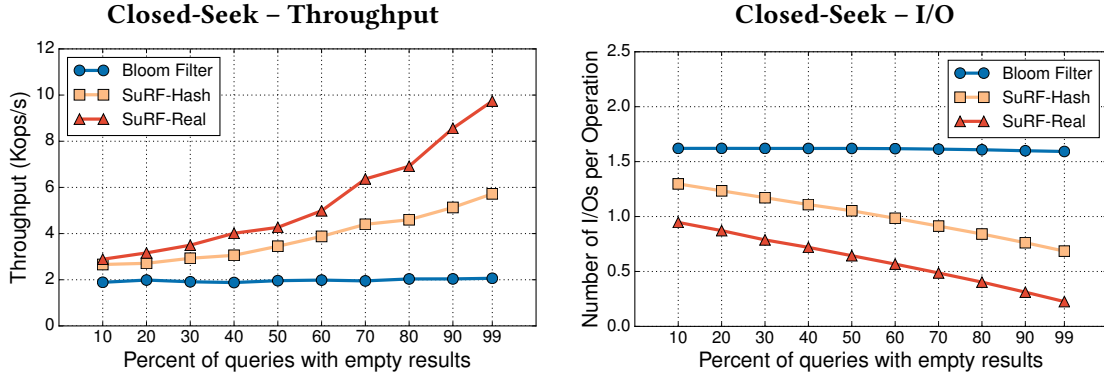 Closed-Seek – Throughput
Throughput (Kops/s)
12
10
8
6
4
2
0
Bloom Filter
SuRF-Hash
SuRF-Real
10 20 30 40 50 60 70 80 90 99
Percent of queries with empty results
Closed-Seek – I/O
Number of I/Os per Operation
2.5
2.0
1.5
1.0
0.5
0.0
Bloom Filter
SuRF-Hash
SuRF-Real
10 20 30 40 50 60 70 80 90 99
Percent of queries with empty results